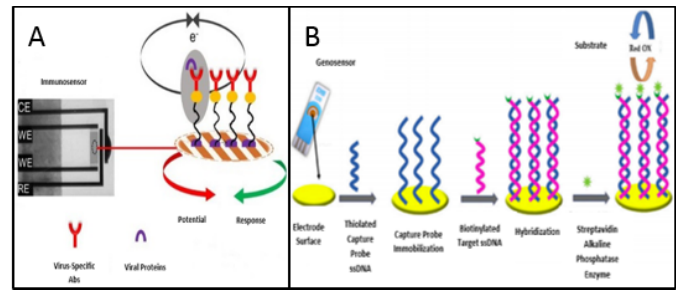 A
B
e⁻
Immunosensor
CE
WE
WE
RE
Potential
Response
Virus-Specific
Abs
Viral Proteins
Genosensor
Substrate
Red OX
Electrode
Surface
Thiolated
Capture
Probe
ssDNA
Capture Probe
Immobilization
Biotinylated
Target ssDNA
Hybridization
Streptavidin
Alkaline
Phosphatase
Enzyme